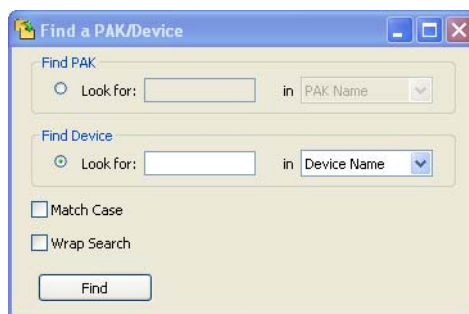 Find a PAK/Device
Find PAK
Look for: in PAK Name
Find Device
Look for: in Device Name
Match Case
Wrap Search
Find